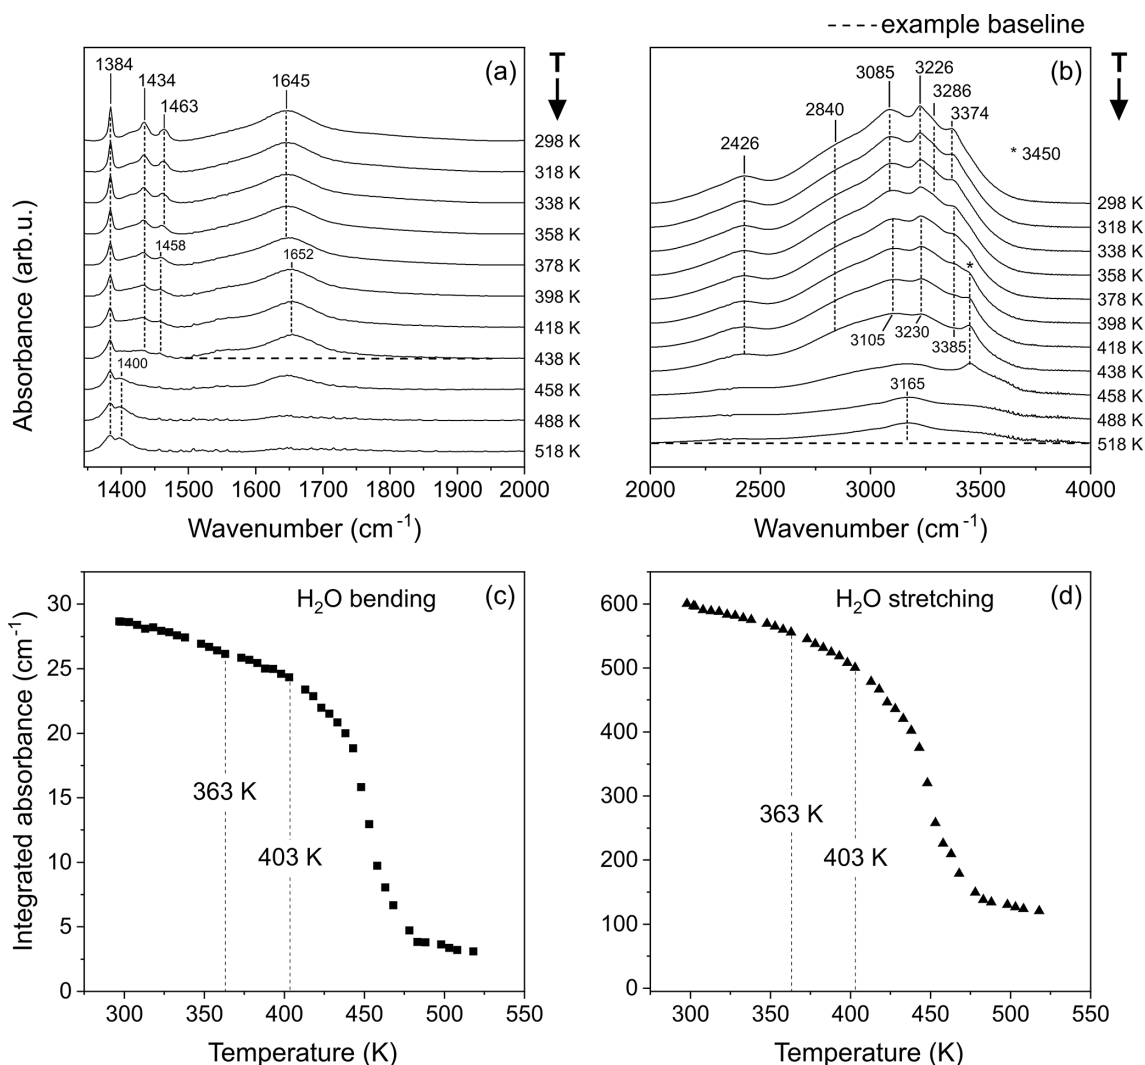 example baseline
(a)
T
1384
1434
1463
1645
298 K
318 K
338 K
358 K
378 K
398 K
418 K
438 K
458 K
488 K
518 K
1458
1652
1400
Absorbance (arb.u.)
1400
1500
1600
1700
1800
1900
2000
Wavenumber (cm⁻¹)
(b)
T
2426
2840
3085
3226
3286
3374
* 3450
298 K
318 K
338 K
358 K
378 K
398 K
418 K
438 K
458 K
488 K
518 K
*
3105
3230
3385
3165
2000
2500
3000
3500
4000
Wavenumber (cm⁻¹)
H₂O bending
(c)
30
25
20
15
10
5
0
363 K
403 K
Integrated absorbance (cm⁻¹)
300
350
400
450
500
550
Temperature (K)
H₂O stretching
(d)
600
500
400
300
200
100
0
363 K
403 K
300
350
400
450
500
550
Temperature (K)